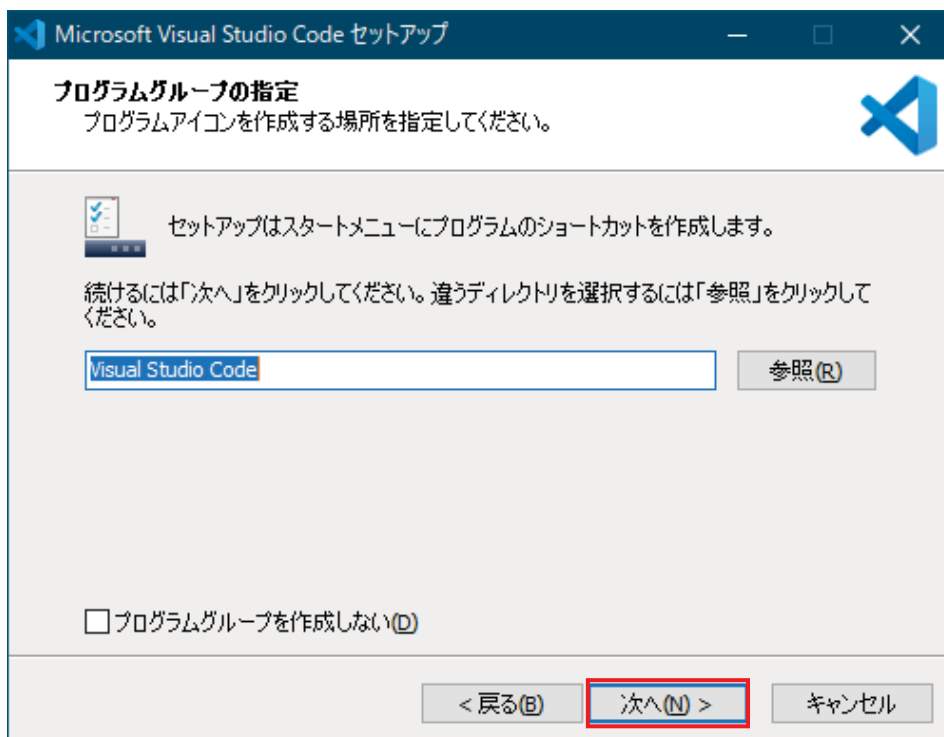 Microsoft Visual Studio Code セットアップ
プログラムグループの指定
プログラムアイコンを作成する場所を指定してください。
セットアップはスタートメニューにプログラムのショートカットを作成します。
続けるには「次へ」をクリックしてください。違うディレクトリを選択するには「参照」をクリックして
ください。
Visual Studio Code
参照(R)
プログラムグループを作成しない(D)
< 戻る(B)
次へ(N) >
キャンセル